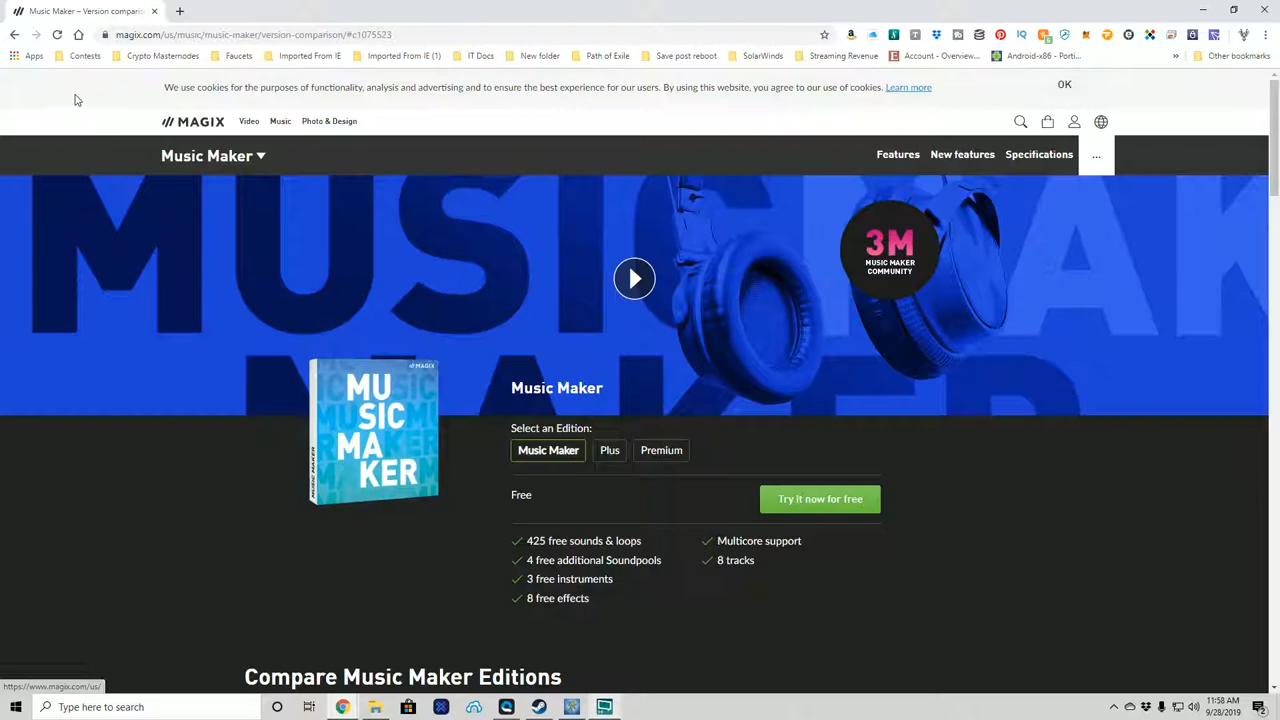 Music Maker – Version comparis
magix.com/us/music/music-maker/version-comparison/#c1075523
Apps Contests Crypto Masternodes Faucets Imported From IE Imported From IE (1) IT Docs New folder Path of Exile Save post reboot SolarWinds Streaming Revenue Account - Overview... Android-x86 - Porti... » Other bookmarks
We use cookies for the purposes of functionality, analysis and advertising and to ensure the best experience for our users. By using this website, you agree to our use of cookies. Learn more OK
MAGIX Video Music Photo & Design
Music Maker Features New features Specifications ...
MUSIC MAK
MAKER
3M
MUSIC MAKER
COMMUNITY
MAGIX
MU
SIC
MA
KER
MUSIC MAKER
Music Maker
Select an Edition:
Music Maker Plus Premium
Free Try it now for free
425 free sounds & loops Multicore support
4 free additional Soundpools 8 tracks
3 free instruments
8 free effects
Compare Music Maker Editions
https://www.magix.com/us/
Type here to search
11:58 AM
9/28/2019